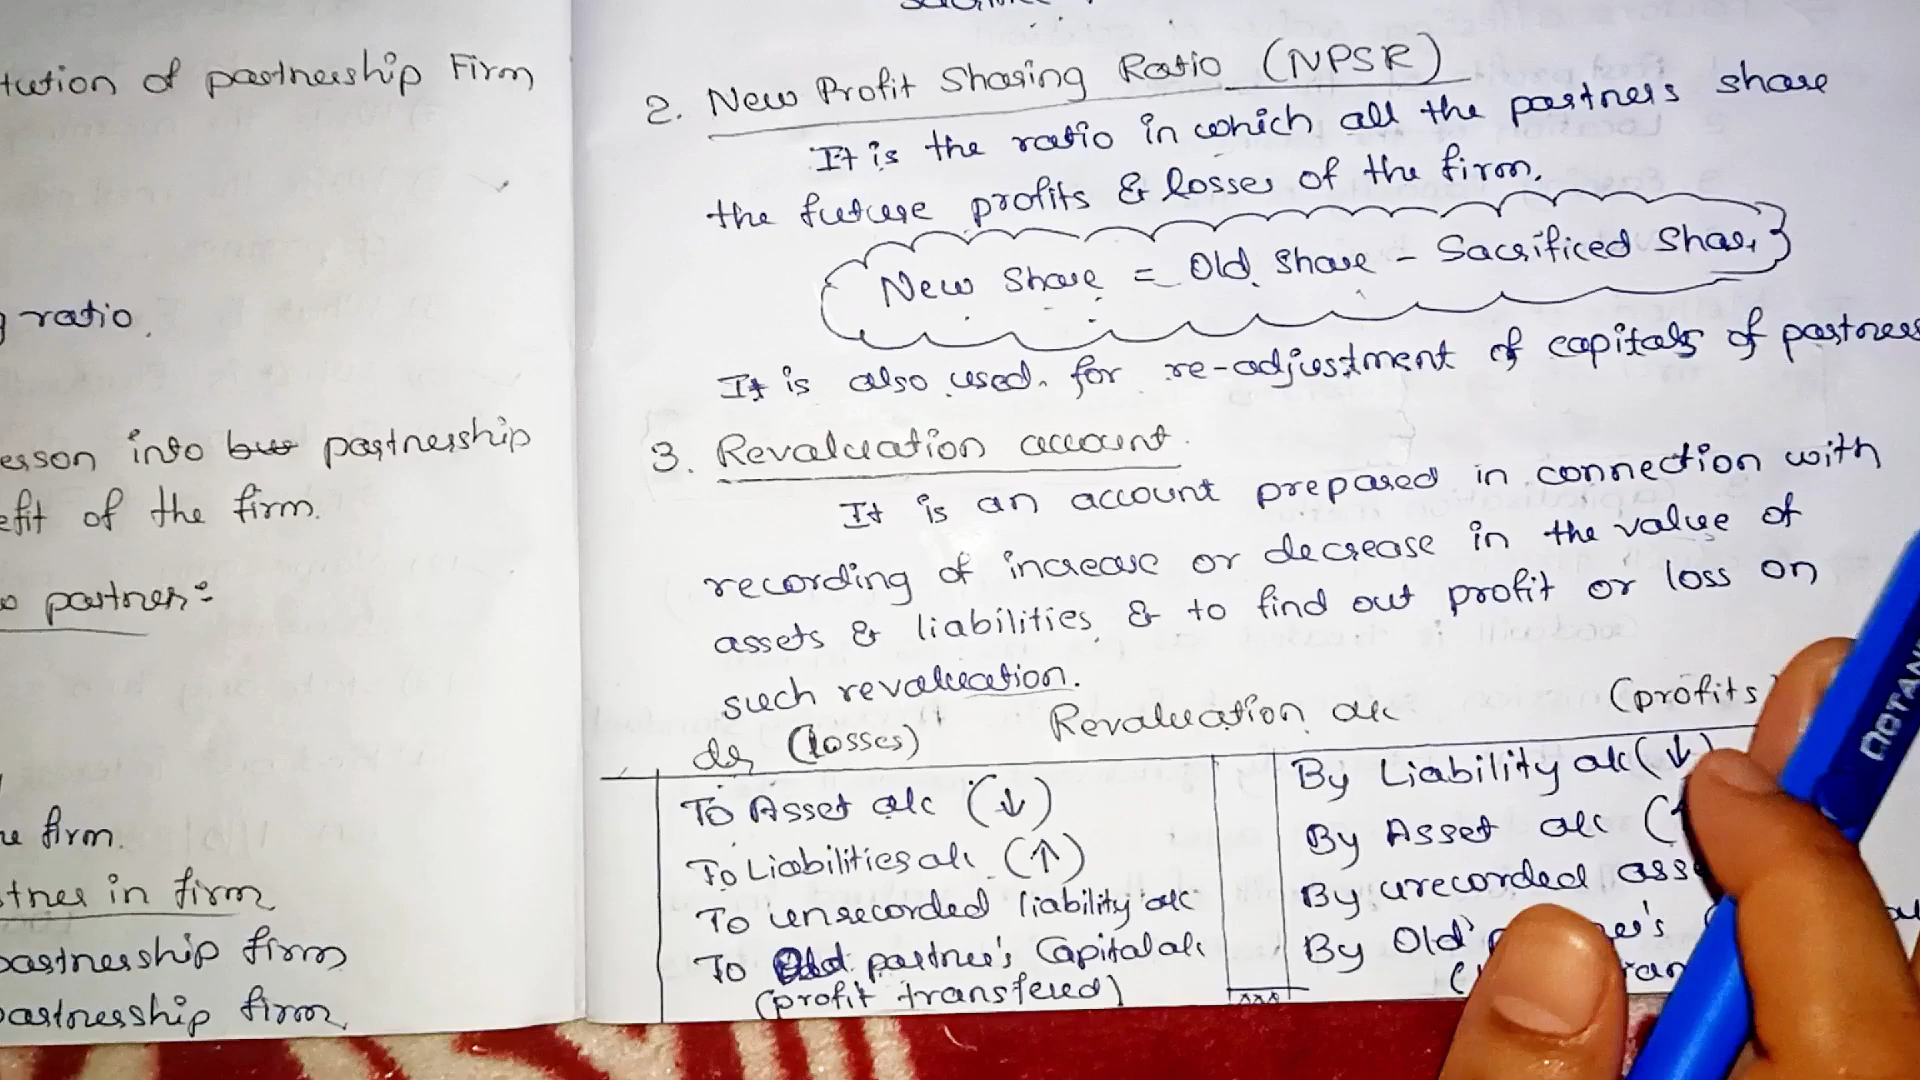 tution of partnership Firm
g ratio.
erson into bus partnership
efit of the firm.
partner:-
firm.
tner in firm
partnership firm
partnership firm
2. New Profit Sharing Ratio (NPSR)
It is the ratio in which all the partners share
the future profits & losses of the firm.
New Share = Old Share - Sacrificed Share
It is also used for re-adjustment of capitals of partners
3. Revaluation account.
It is an account prepared in connection with
recording of increase or decrease in the value of
assets & liabilities, & to find out profit or loss on
such revaluation.
dr (losses) Revaluation a/c (profits)
To Asset a/c (↓)
To Liabilities a/c (↑)
To unrecorded liability a/c
To Old partner's Capital a/c
(profit transfered)
By Liability a/c (↓)
By Asset a/c (↑
By urecorded ass
By Old
xxx
DOTAN